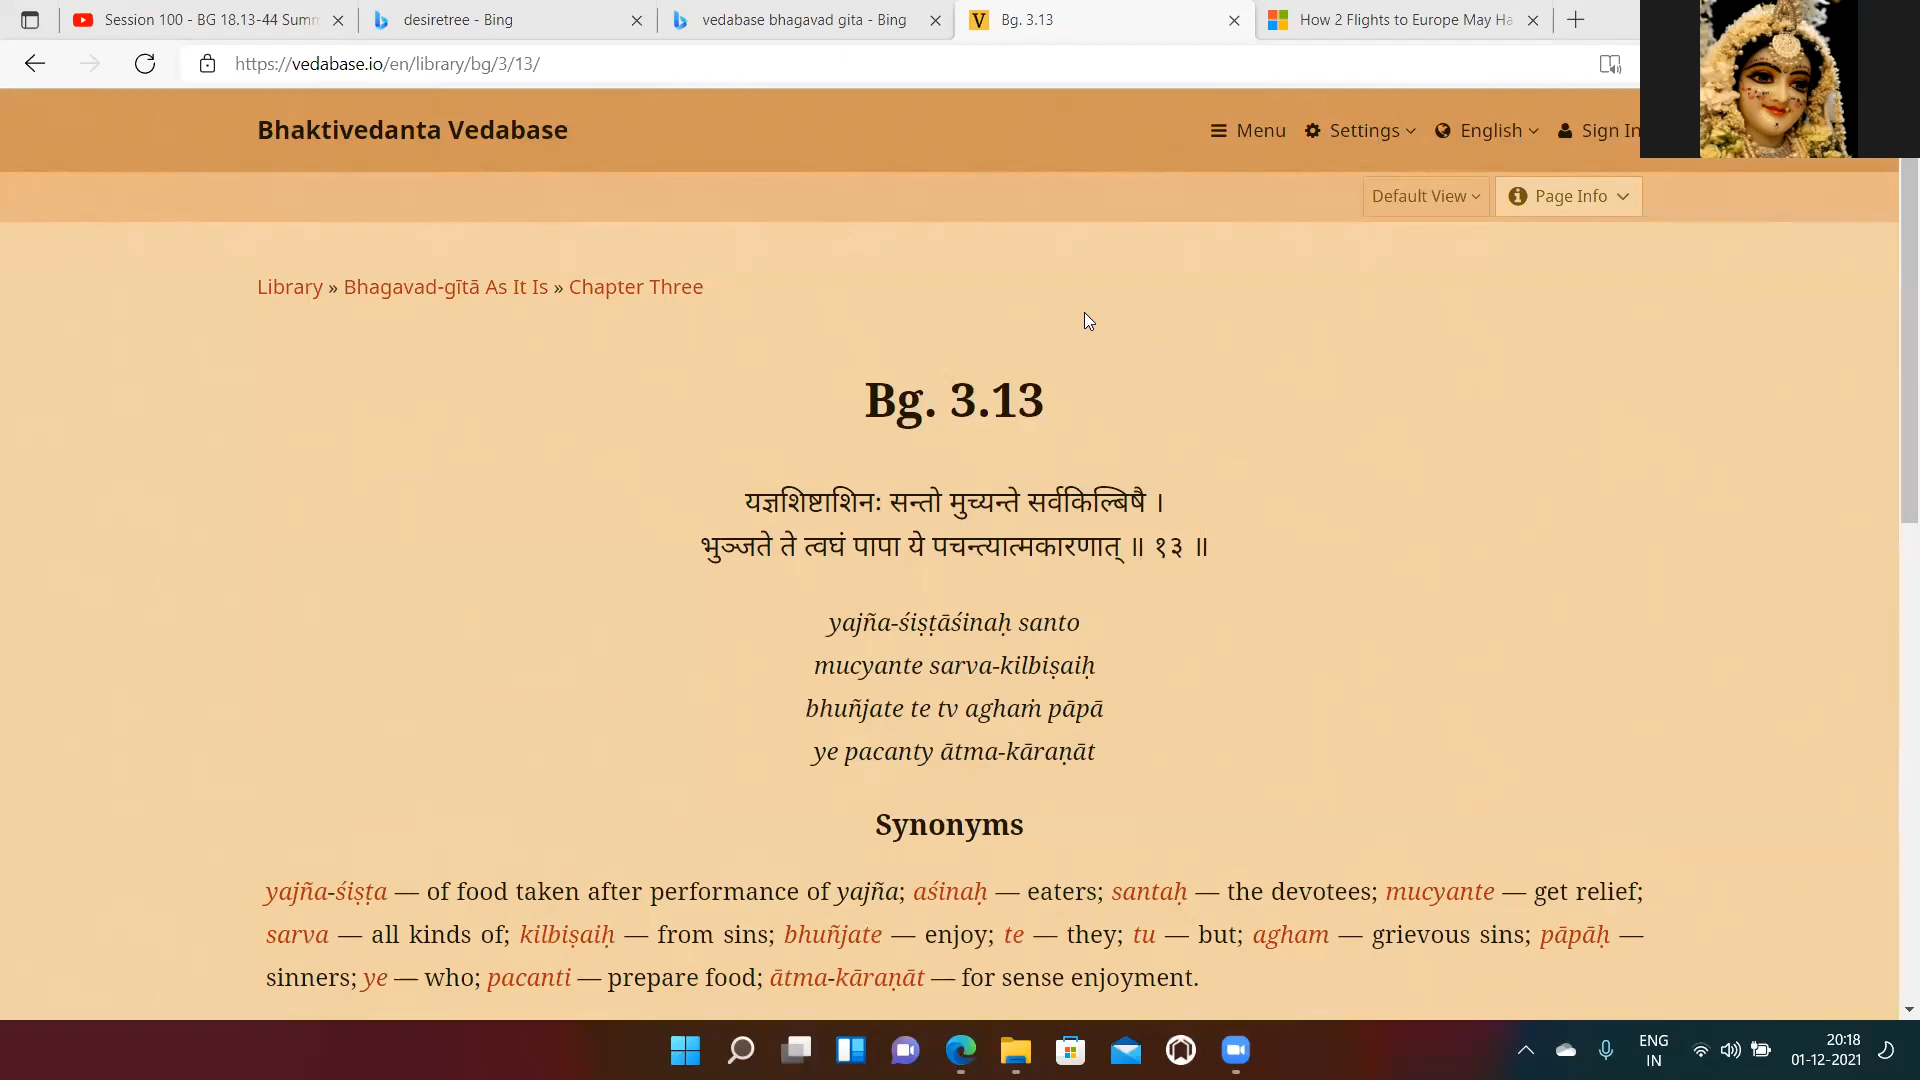 Session 100 - BG 18.13-44 Summ
desiretree - Bing
vedabase bhagavad gita - Bing
V
Bg. 3.13
How 2 Flights to Europe May Ha
https://vedabase.io/en/library/bg/3/13/
Bhaktivedanta Vedabase
Menu
Settings
English
Sign In
Default View
Page Info
Library » Bhagavad-gītā As It Is » Chapter Three
Bg. 3.13
यज्ञशिष्टाशिनः सन्तो मुच्यन्ते सर्वकिल्बिषै ।
भुञ्जते ते त्वघं पापा ये पचन्त्यात्मकारणात् ॥ १३ ॥
yajña-śiṣṭāśinaḥ santo
mucyante sarva-kilbiṣaiḥ
bhuñjate te tv aghaṁ pāpā
ye pacanty ātma-kāraṇāt
Synonyms
yajña-śiṣṭa — of food taken after performance of yajña; aśinaḥ — eaters; santaḥ — the devotees; mucyante — get relief;
sarva — all kinds of; kilbiṣaiḥ — from sins; bhuñjate — enjoy; te — they; tu — but; agham — grievous sins; pāpāḥ —
sinners; ye — who; pacanti — prepare food; ātma-kāraṇāt — for sense enjoyment.
ENG
IN
20:18
01-12-2021